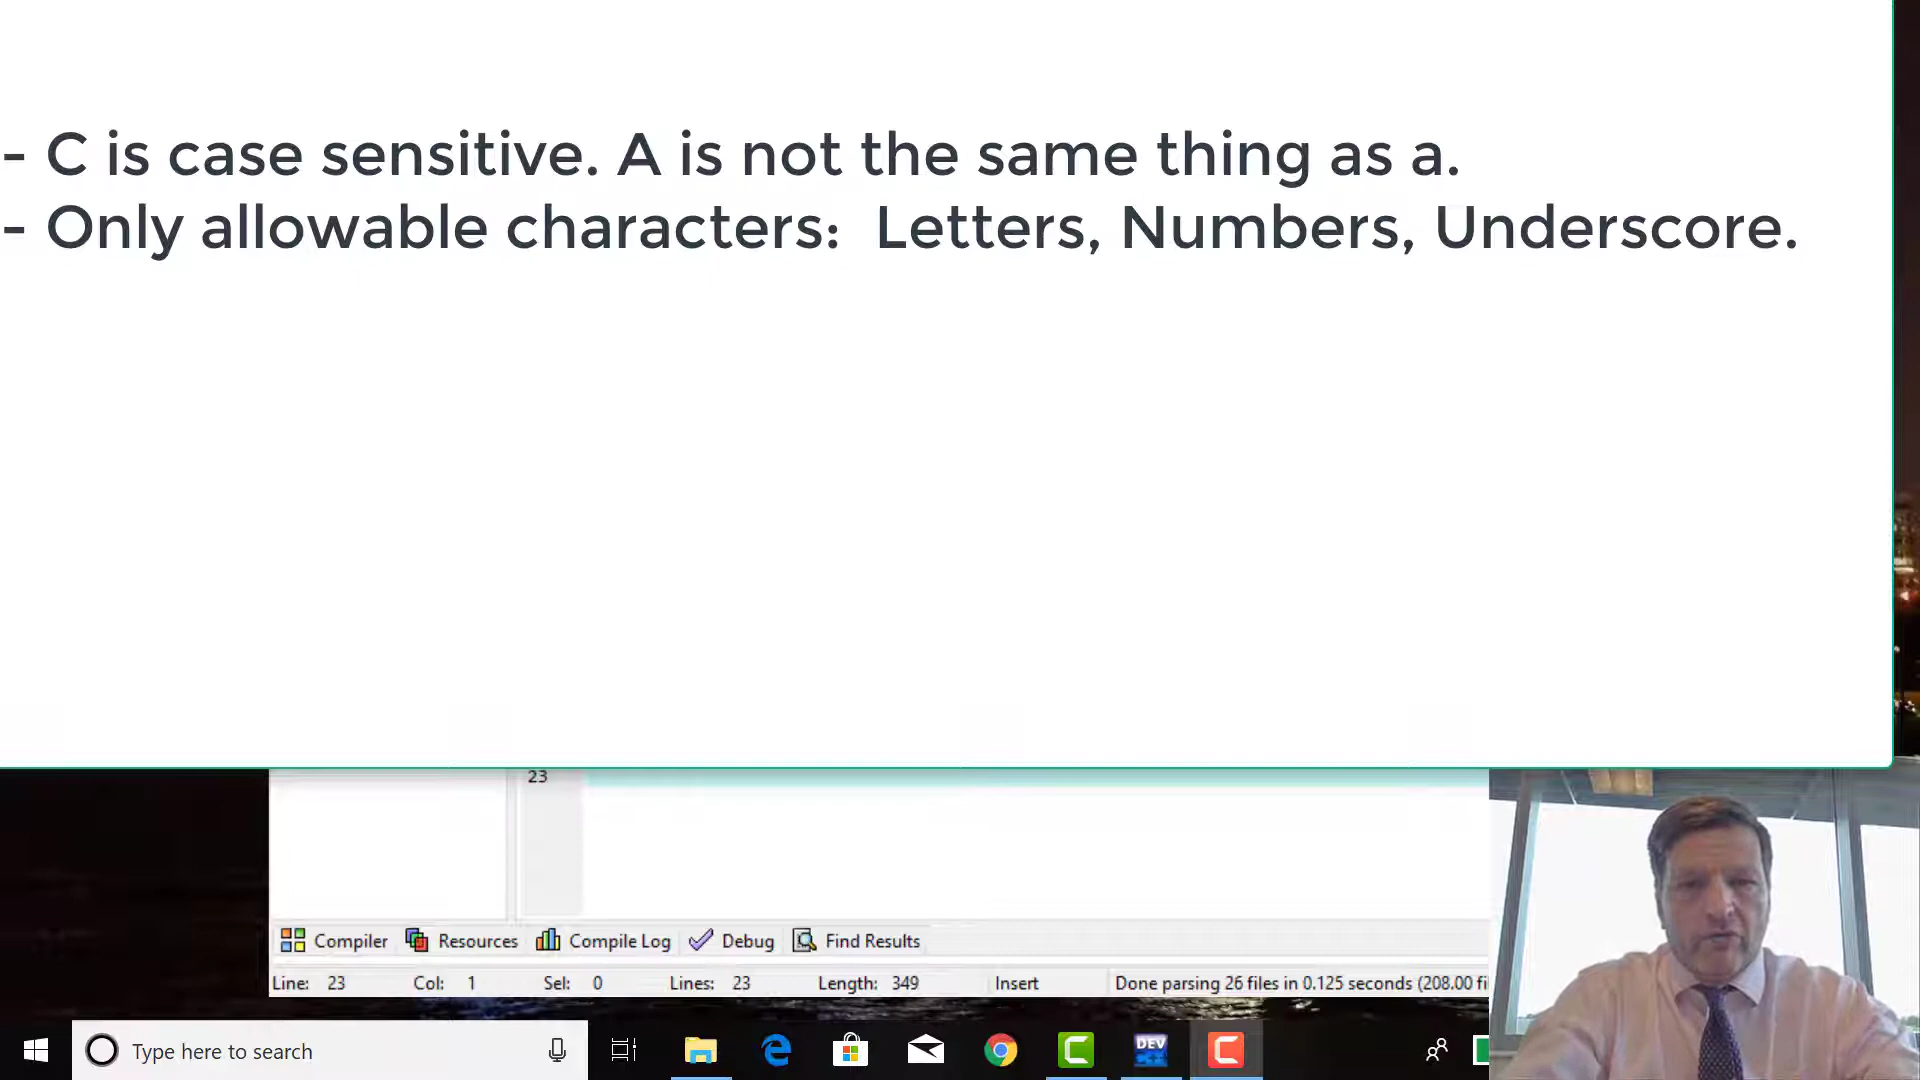 - C is case sensitive. A is not the same thing as a.
- Only allowable characters:  Letters, Numbers, Underscore.
23
Compiler Resources Compile Log Debug Find Results
Line: 23 Col: 1 Sel: 0 Lines: 23 Length: 349 Insert Done parsing 26 files in 0.125 seconds (208.00 fi
Type here to search
DEV
C++